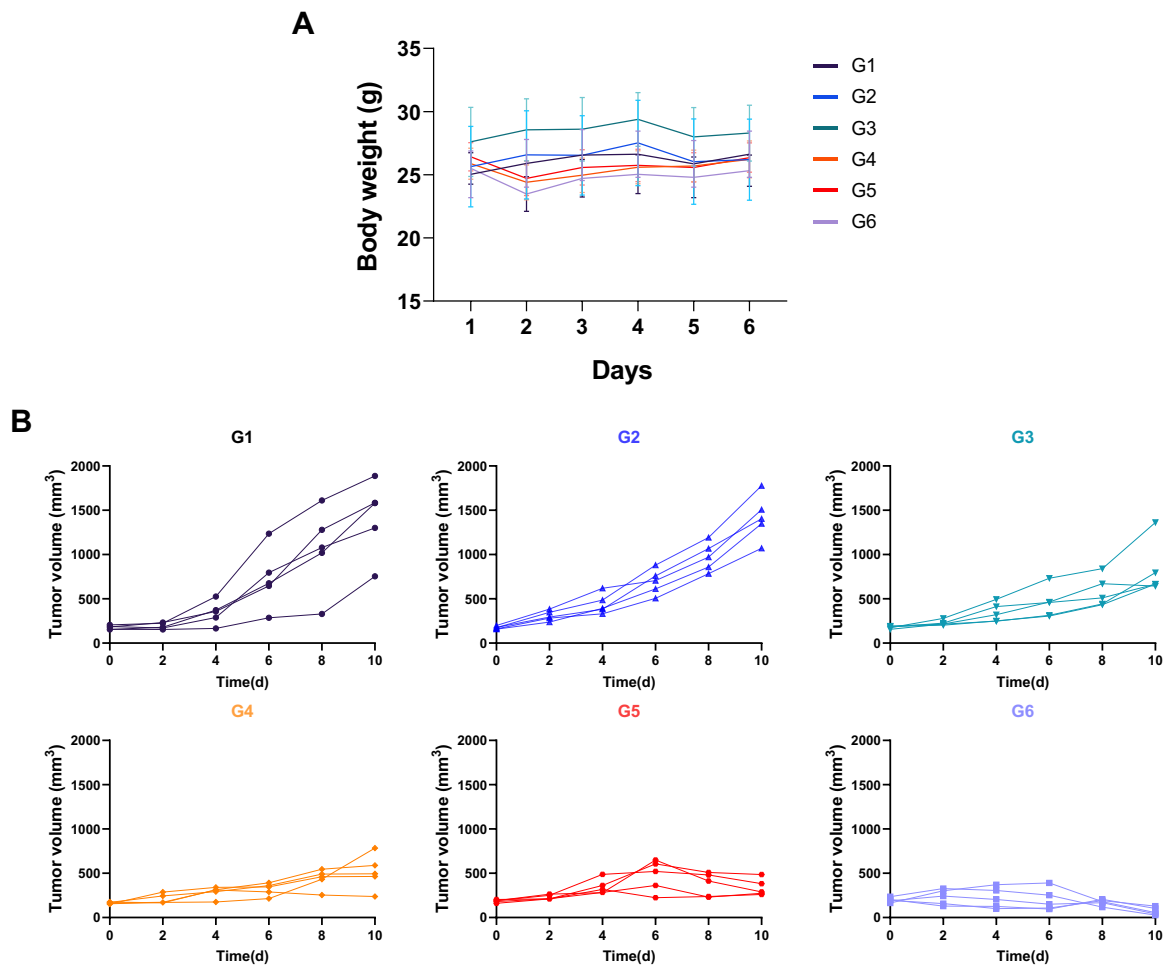 A
Body weight (g)
35
30
25
20
15
1 2 3 4 5 6
Days
G1
G2
G3
G4
G5
G6
B
G1
Tumor volume (mm³)
2000
1500
1000
500
0
0 2 4 6 8 10
Time(d)
G2
Tumor volume (mm³)
2000
1500
1000
500
0
0 2 4 6 8 10
Time(d)
G3
Tumor volume (mm³)
2000
1500
1000
500
0
0 2 4 6 8 10
Time(d)
G4
Tumor volume (mm³)
2000
1500
1000
500
0
0 2 4 6 8 10
Time(d)
G5
Tumor volume (mm³)
2000
1500
1000
500
0
0 2 4 6 8 10
Time(d)
G6
Tumor volume (mm³)
2000
1500
1000
500
0
0 2 4 6 8 10
Time(d)